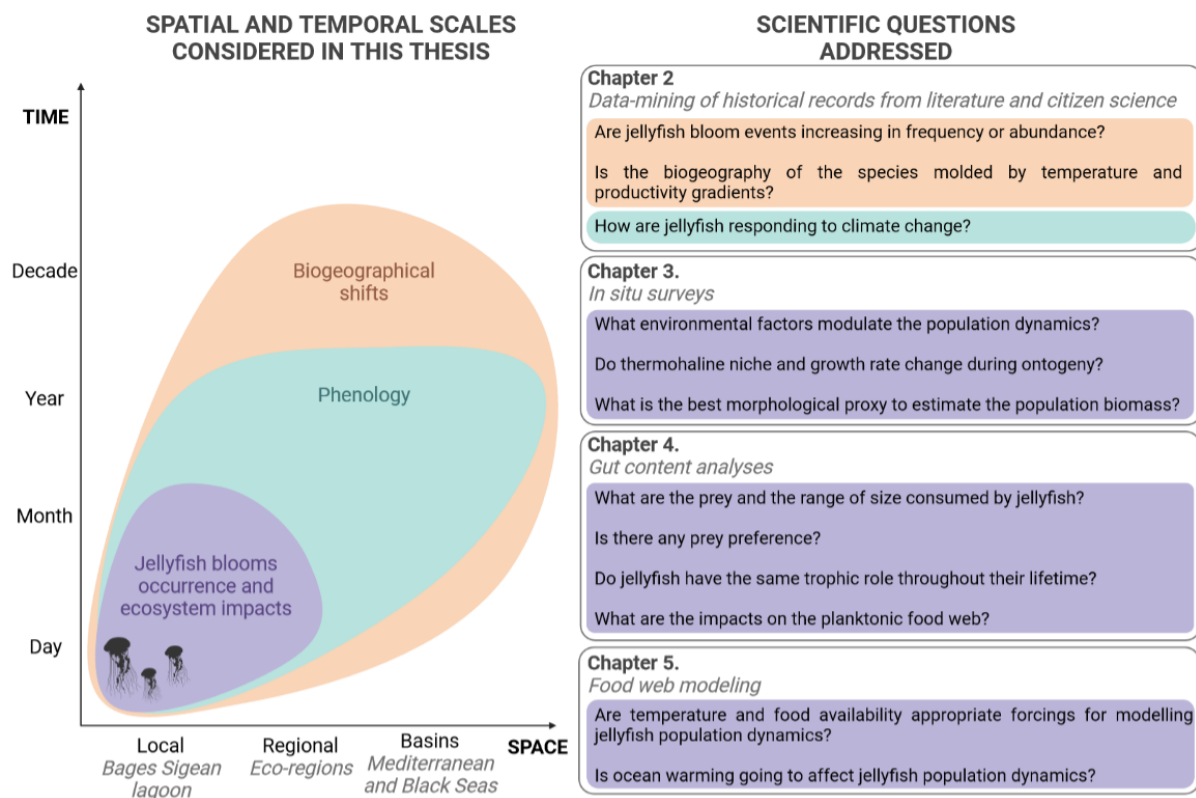 SPATIAL AND TEMPORAL SCALES
CONSIDERED IN THIS THESIS
TIME
Decade
Year
Month
Day
Biogeographical
shifts
Phenology
Jellyfish blooms
occurrence and
ecosystem impacts
Local
Bages Sigean
lagoon
Regional
Eco-regions
Basins
Mediterranean
and Black Seas
SPACE
SCIENTIFIC QUESTIONS
ADDRESSED
Chapter 2
Data-mining of historical records from literature and citizen science
Are jellyfish bloom events increasing in frequency or abundance?
Is the biogeography of the species molded by temperature and
productivity gradients?
How are jellyfish responding to climate change?
Chapter 3.
In situ surveys
What environmental factors modulate the population dynamics?
Do thermohaline niche and growth rate change during ontogeny?
What is the best morphological proxy to estimate the population biomass?
Chapter 4.
Gut content analyses
What are the prey and the range of size consumed by jellyfish?
Is there any prey preference?
Do jellyfish have the same trophic role throughout their lifetime?
What are the impacts on the planktonic food web?
Chapter 5.
Food web modeling
Are temperature and food availability appropriate forcings for modelling
jellyfish population dynamics?
Is ocean warming going to affect jellyfish population dynamics?